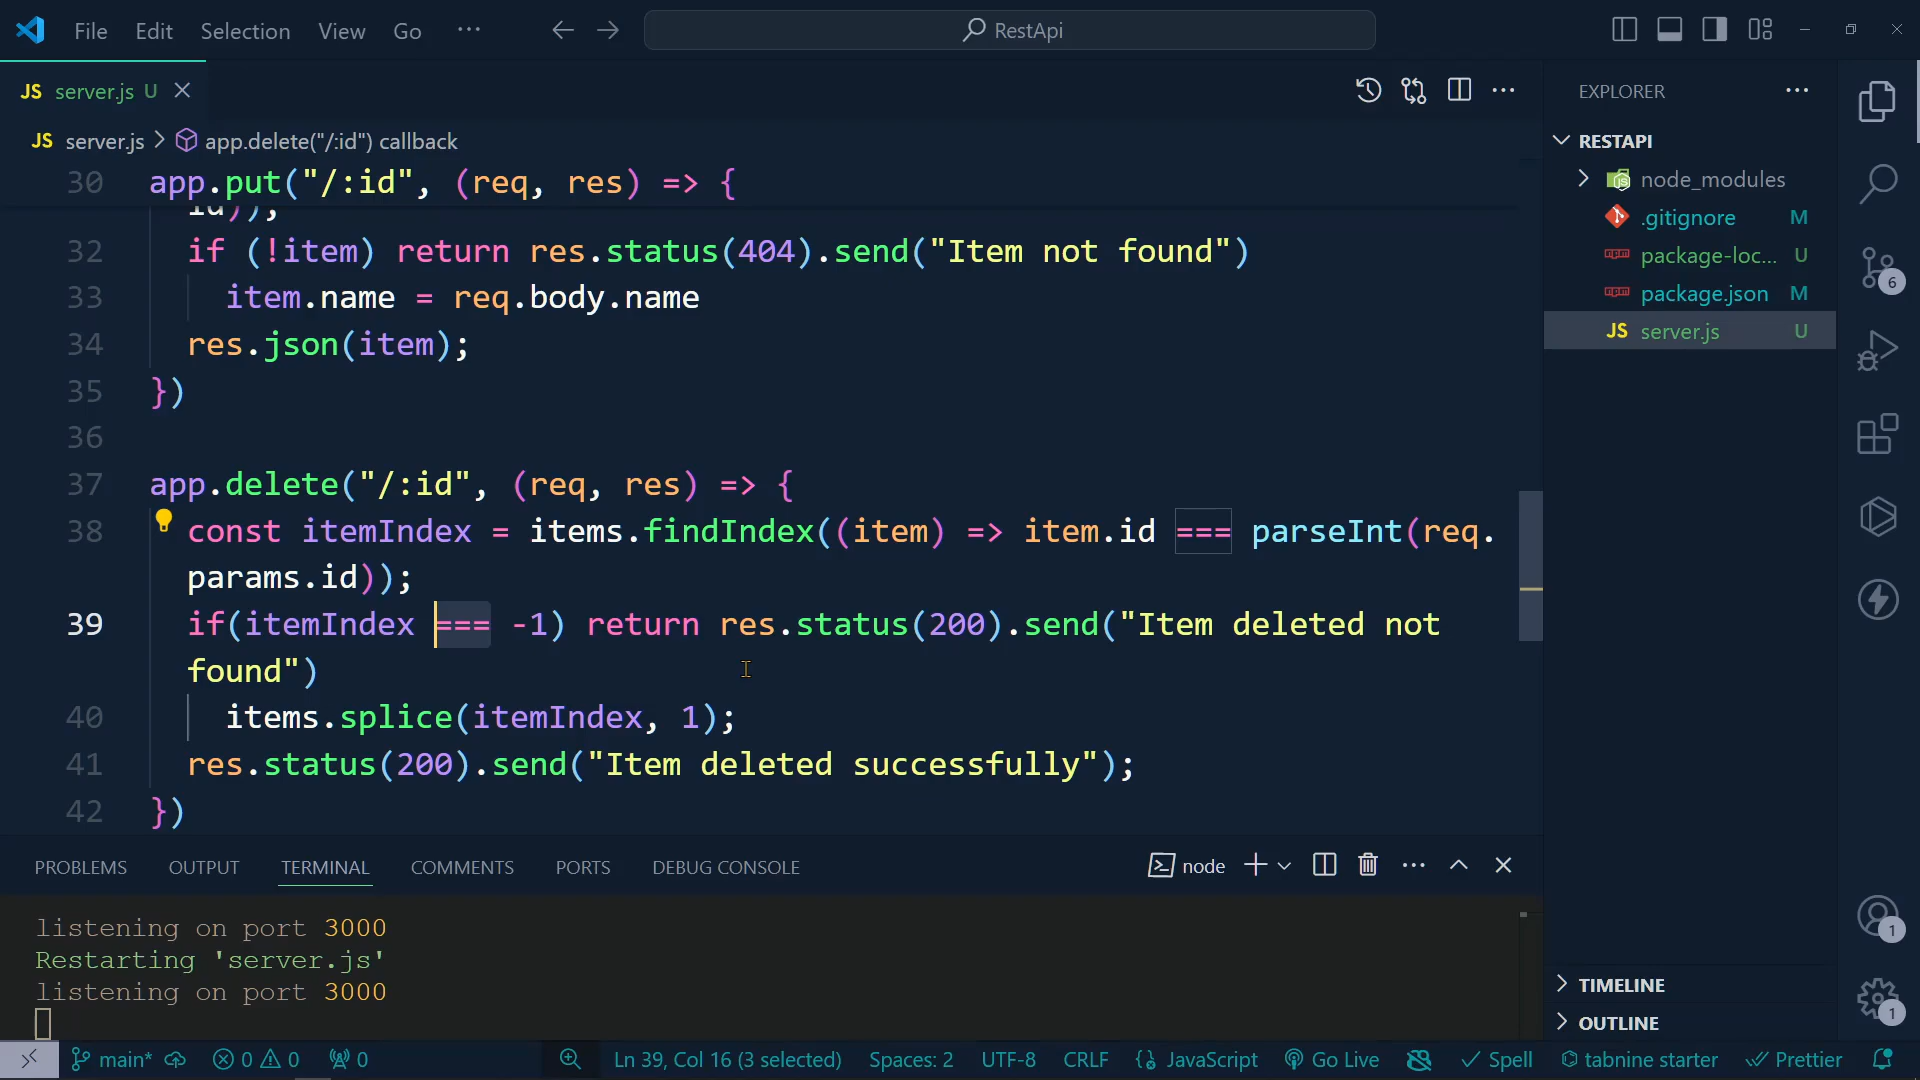 File Edit Selection View Go ··· RestApi
JS server.js U
JS server.js > app.delete("/:id") callback
30 app.put("/:id", (req, res) => {
id));
32 if (!item) return res.status(404).send("Item not found")
33 item.name = req.body.name
34 res.json(item);
35 })
36
37 app.delete("/:id", (req, res) => {
38 const itemIndex = items.findIndex((item) => item.id === parseInt(req.
params.id));
39 if(itemIndex === -1) return res.status(200).send("Item deleted not
found")
40 items.splice(itemIndex, 1);
41 res.status(200).send("Item deleted successfully");
42 })
PROBLEMS OUTPUT TERMINAL COMMENTS PORTS DEBUG CONSOLE node
listening on port 3000
Restarting 'server.js'
listening on port 3000
EXPLORER
RESTAPI
node_modules
.gitignore M
package-loc... U
package.json M
JS server.js U
TIMELINE
OUTLINE
6
1
1
main* 0 0 0 Ln 39, Col 16 (3 selected) Spaces: 2 UTF-8 CRLF {} JavaScript Go Live Spell tabnine starter Prettier